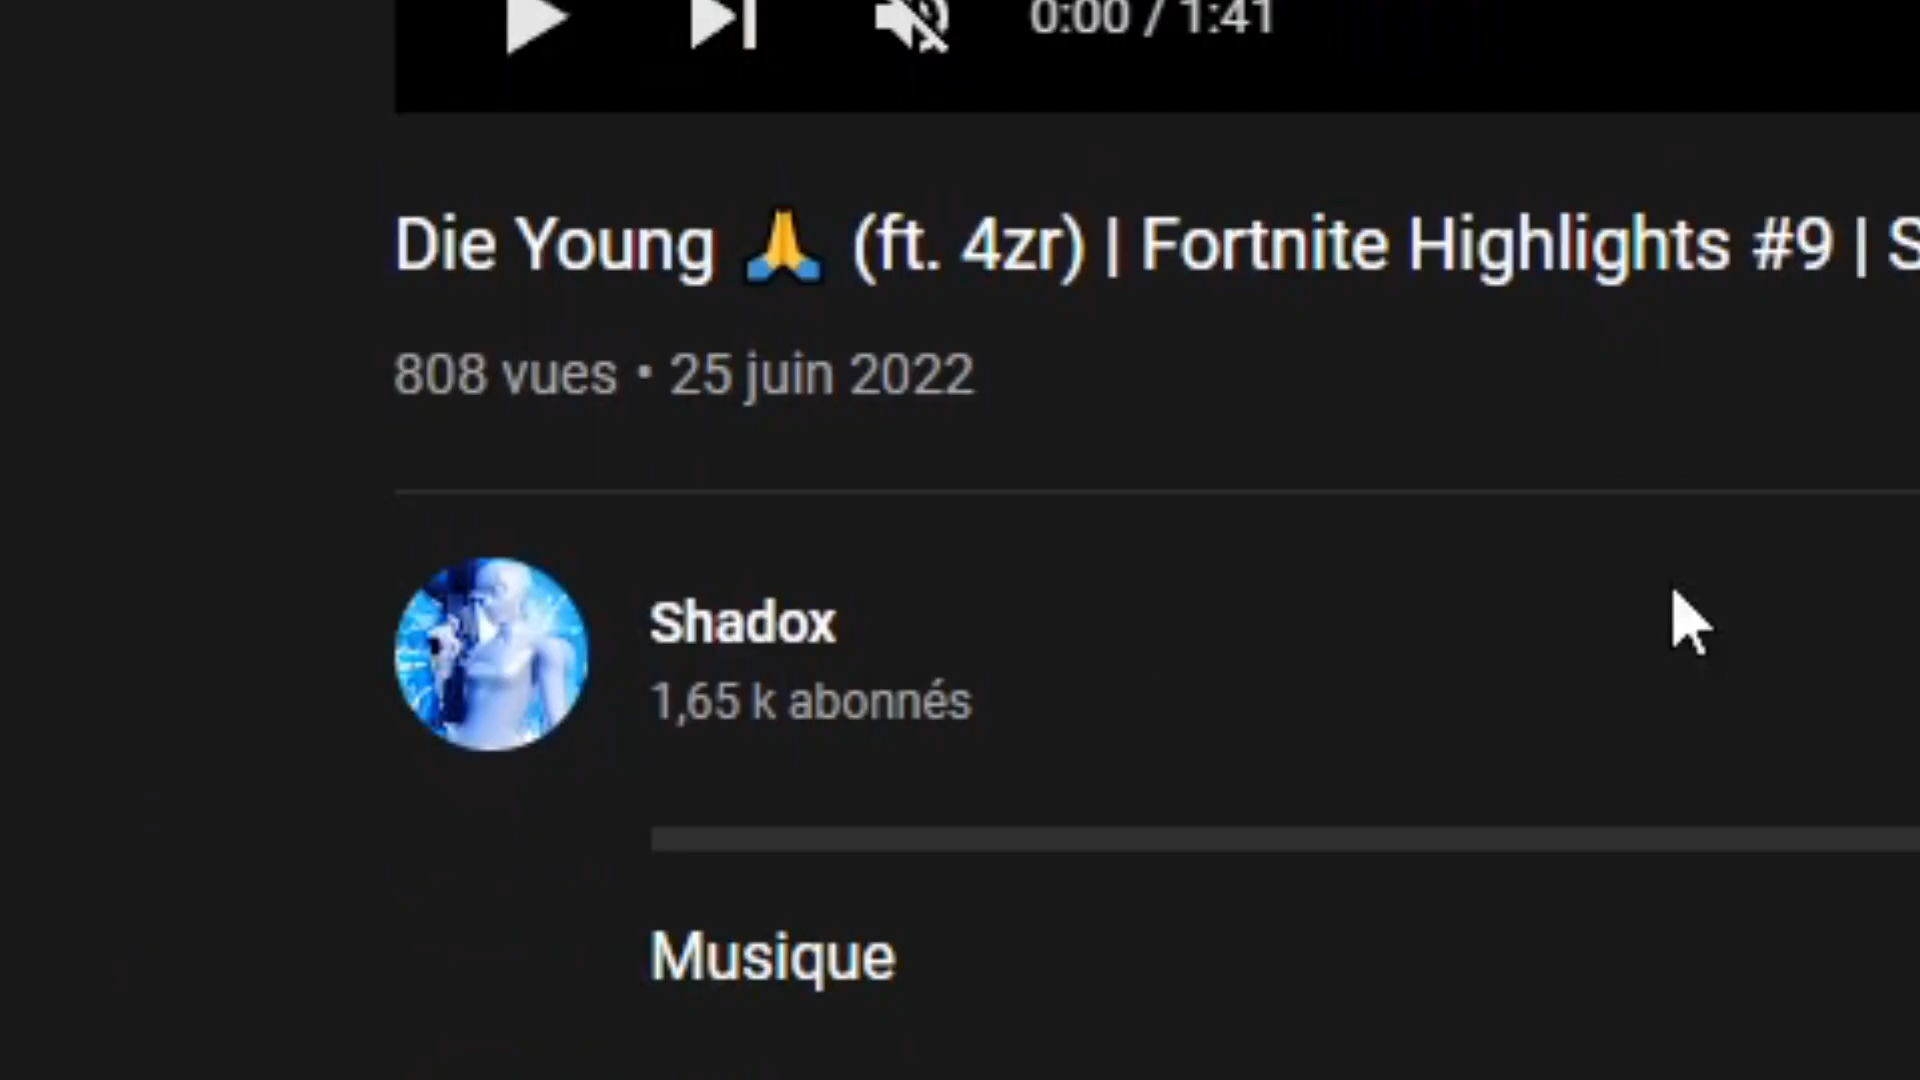 0:00 / 1:41
Die Young 🙏 (ft. 4zr) | Fortnite Highlights #9 | S
808 vues • 25 juin 2022
Shadox
1,65 k abonnés
Musique